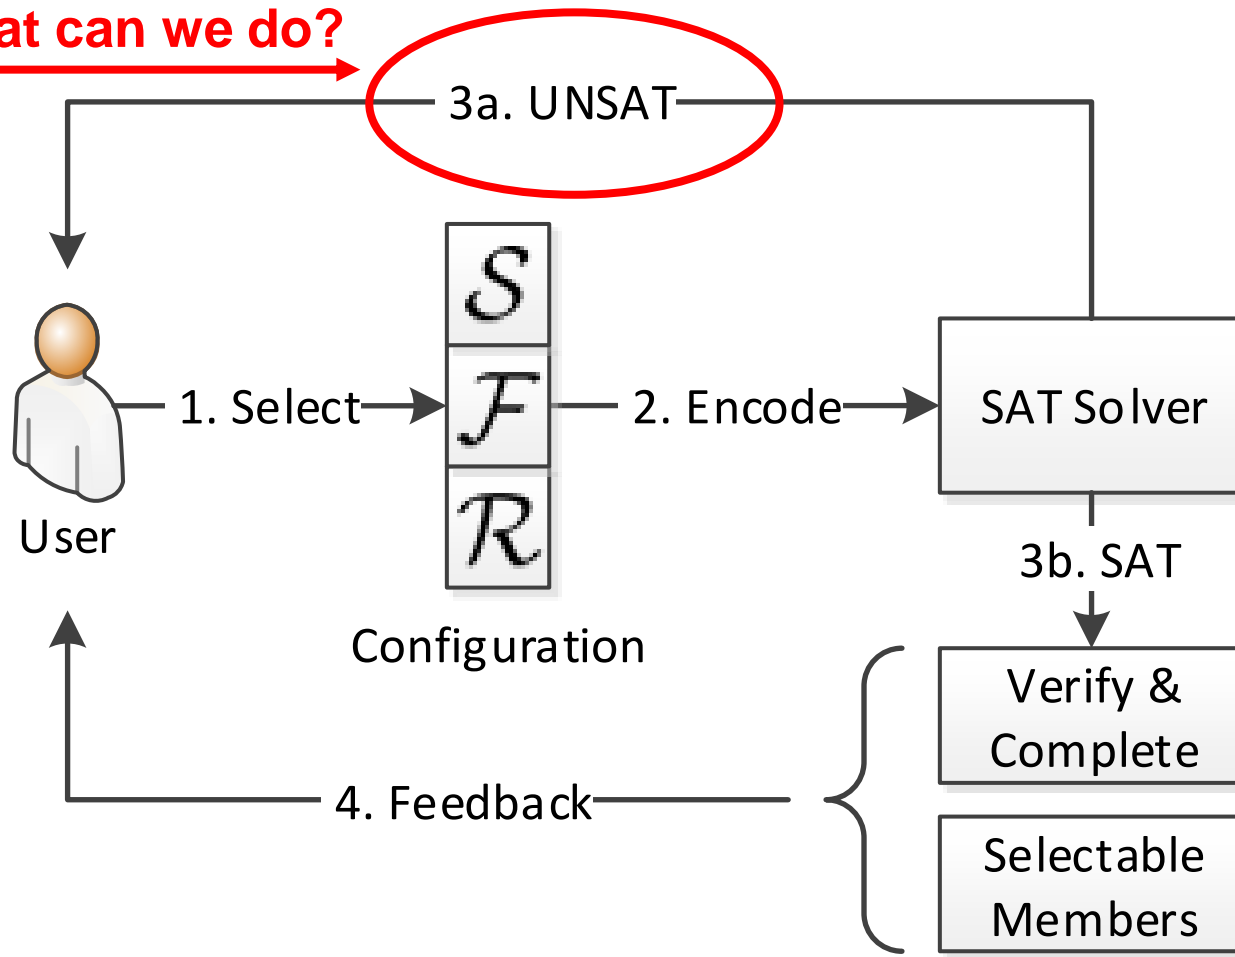 at can we do?
3a. UNSAT
S
F
R
1. Select
2. Encode
SAT Solver
User
3b. SAT
Configuration
Verify &
Complete
4. Feedback
Selectable
Members